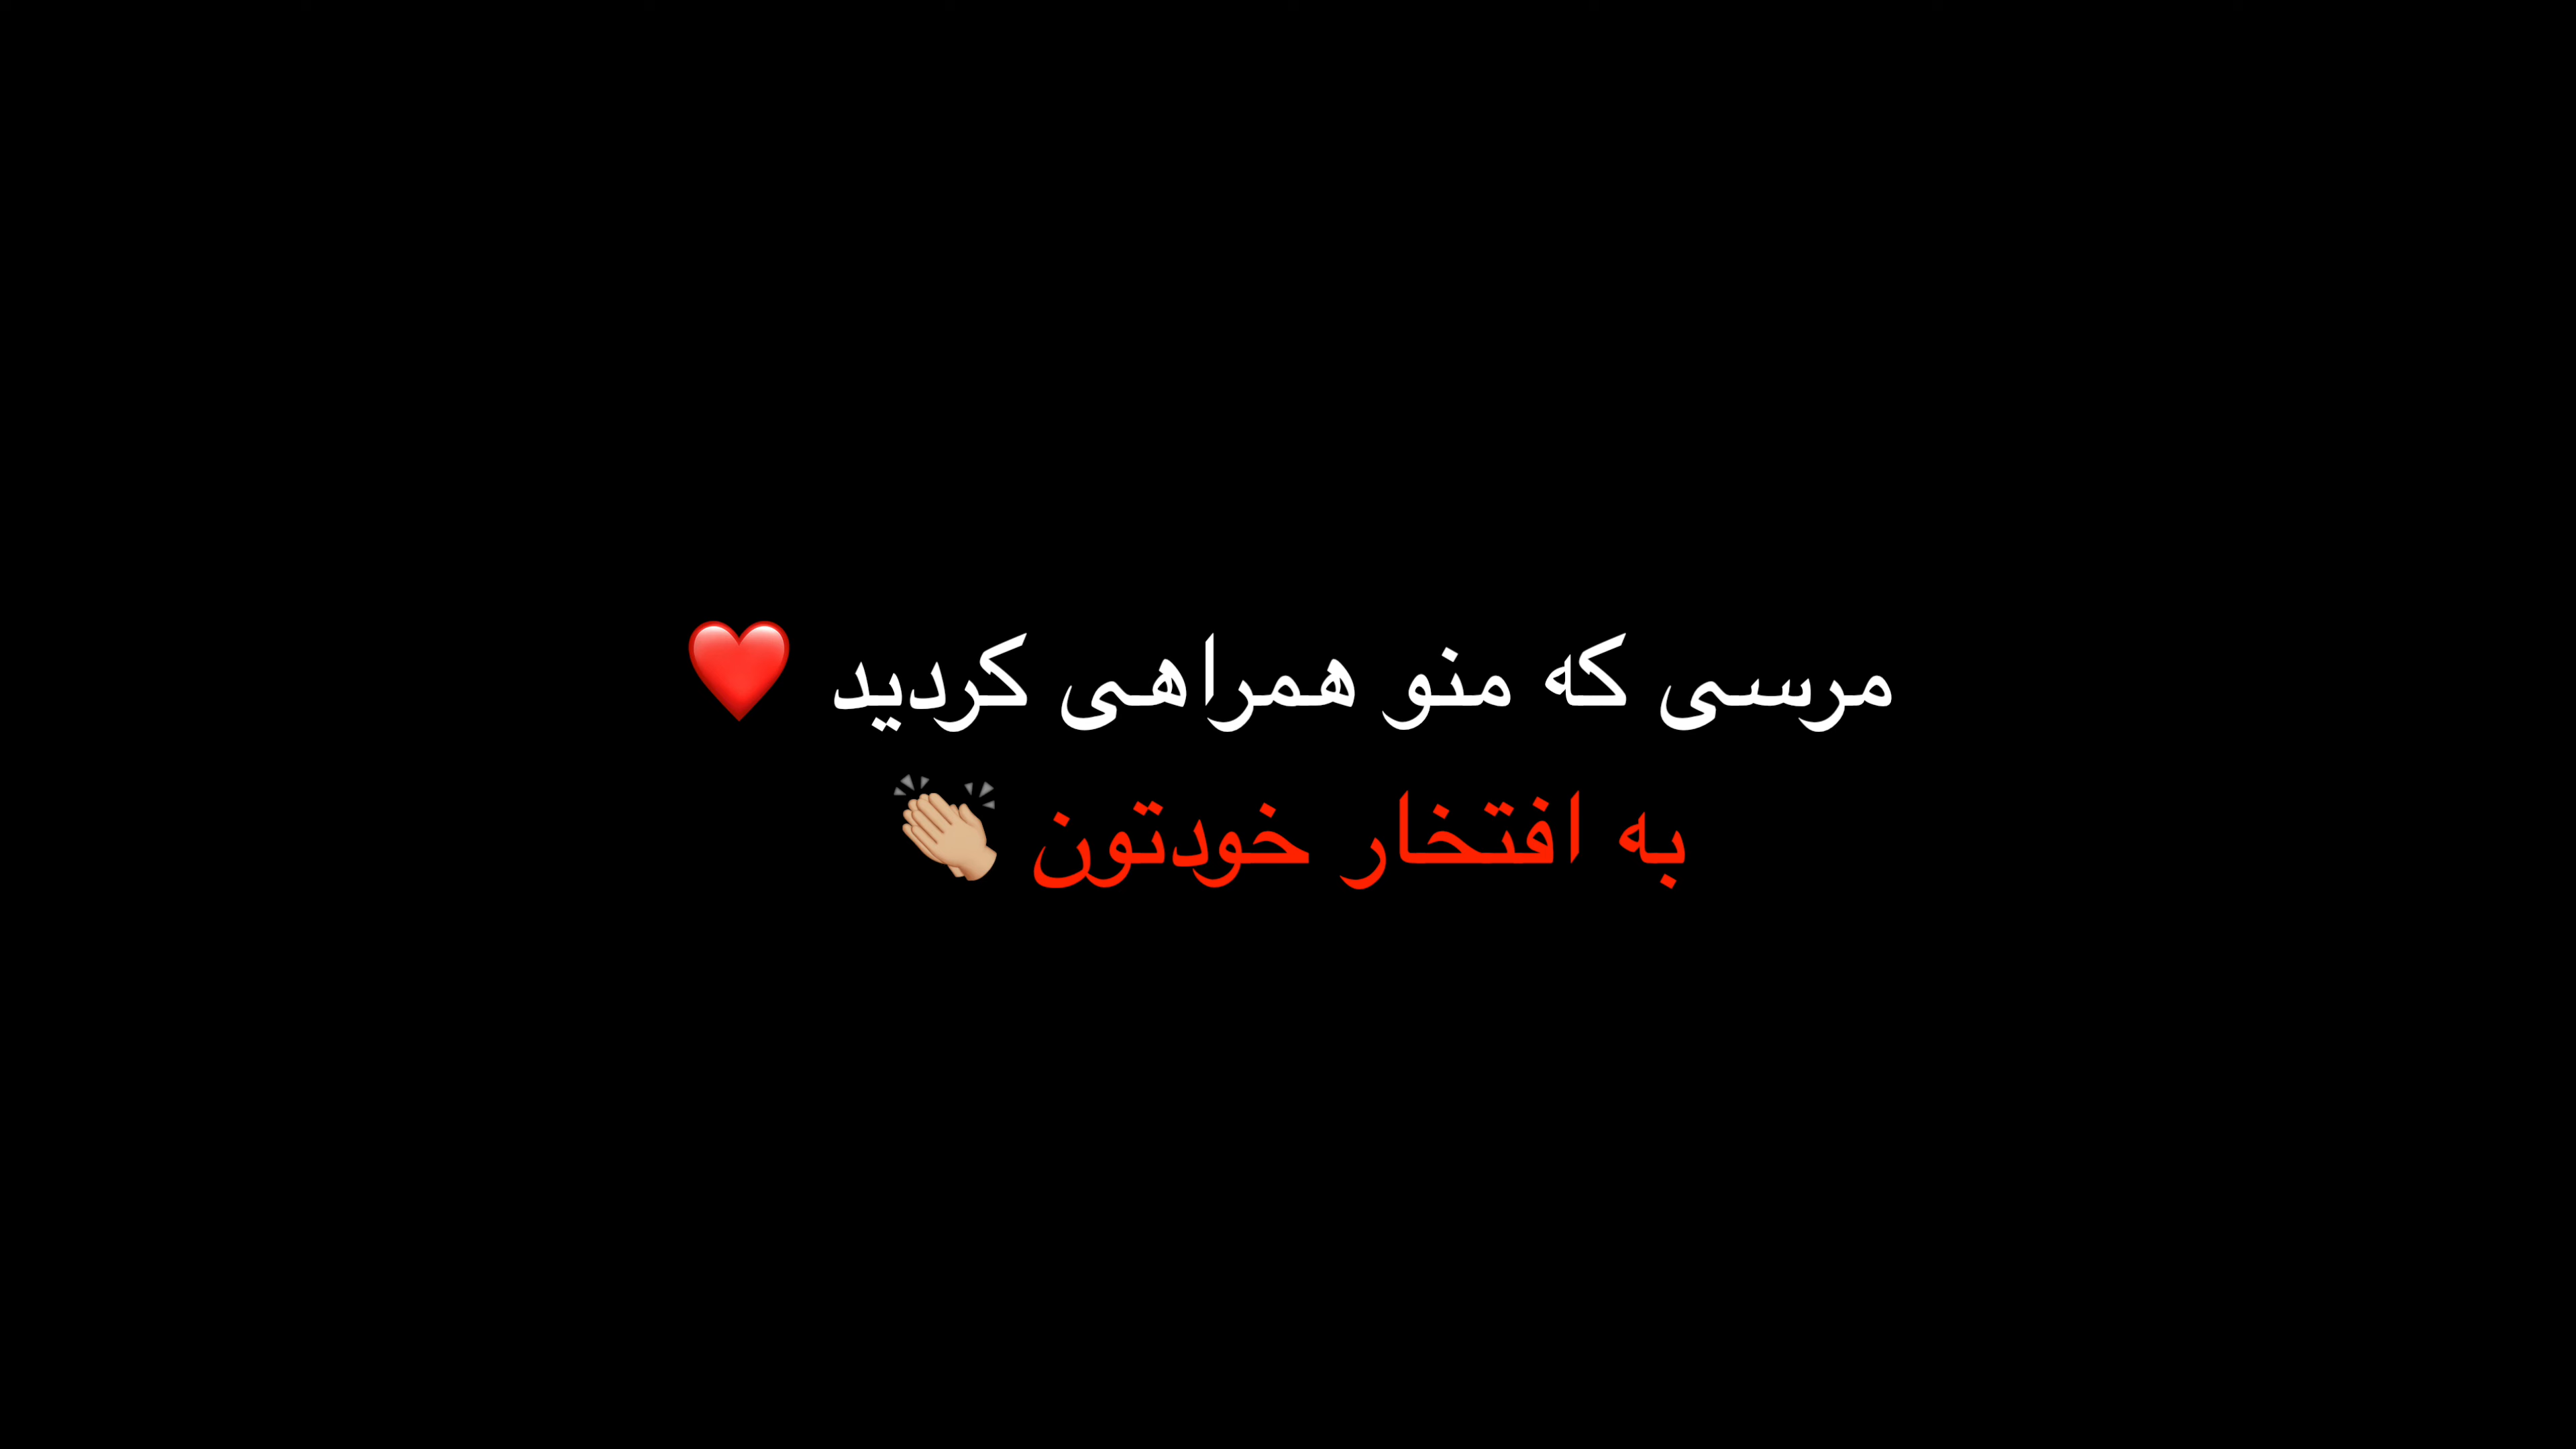 مرسی که منو همراهی کردید ❤️
به افتخار خودتون 👏🏼